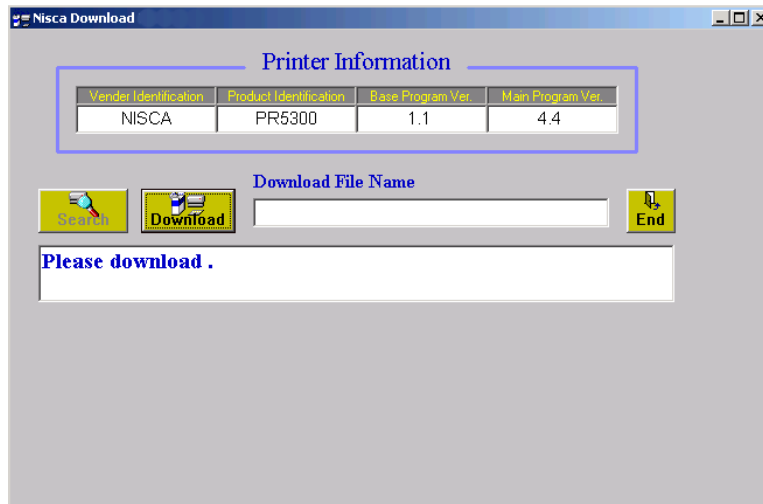 Nisca Download
Printer Information
Vender Identification Product Identification Base Program Ver. Main Program Ver.
NISCA PR5300 1.1 4.4
Download File Name
Search Download End
Please download .